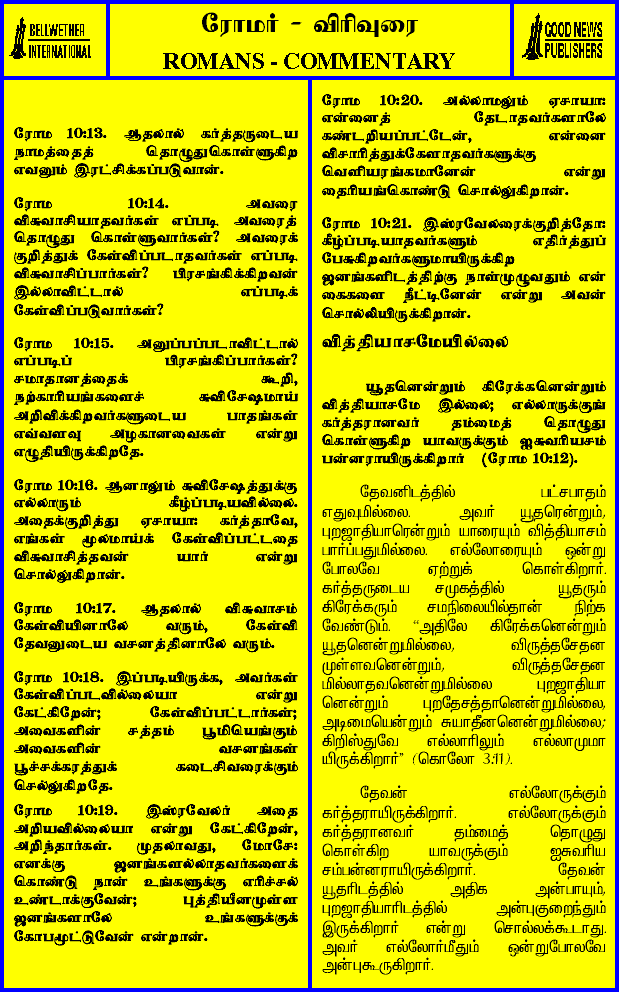 BELLWETHER
INTERNATIONAL
ரோமர் - விரிவுரை
ROMANS - COMMENTARY
GOOD NEWS
PUBLISHERS
ரோம 10:13. ஆதலால் கர்த்தருடைய
நாமத்தைத் தொழுதுகொள்ளுகிற
எவனும் இரட்சிக்கப்படுவான்.
ரோம 10:14. அவரை
விசுவாசியாதவர்கள் எப்படி அவரைத்
தொழுது கொள்ளுவார்கள்? அவரைக்
குறித்துக் கேள்விப்படாதவர்கள் எப்படி
விசுவாசிப்பார்கள்? பிரசங்கிக்கிறவன்
இல்லாவிட்டால் எப்படிக்
கேள்விப்படுவார்கள்?
ரோம 10:15. அனுப்பப்படாவிட்டால்
எப்படிப் பிரசங்கிப்பார்கள்?
சமாதானத்தைக் கூறி,
நற்காரியங்களைச் சுவிசேஷமாய்
அறிவிக்கிறவர்களுடைய பாதங்கள்
எவ்வளவு அழகானவைகள் என்று
எழுதியிருக்கிறதே.
ரோம 10:16. ஆனாலும் சுவிசேஷத்துக்கு
எல்லாரும் கீழ்ப்படியவில்லை.
அதைக்குறித்து ஏசாயா: கர்த்தாவே,
எங்கள் மூலமாய்க் கேள்விப்பட்டதை
விசுவாசித்தவன் யார் என்று
சொல்லுகிறான்.
ரோம 10:17. ஆதலால் விசுவாசம்
கேள்வியினாலே வரும், கேள்வி
தேவனுடைய வசனத்தினாலே வரும்.
ரோம 10:18. இப்படியிருக்க, அவர்கள்
கேள்விப்படவில்லையா என்று
கேட்கிறேன்; கேள்விப்பட்டார்கள்;
அவைகளின் சத்தம் பூமியெங்கும்
அவைகளின் வசனங்கள்
பூச்சக்கரத்துக் கடைசிவரைக்கும்
செல்லுகிறதே.
ரோம 10:19. இஸ்ரவேலர் அதை
அறியவில்லையா என்று கேட்கிறேன்,
அறிந்தார்கள். முதலாவது, மோசே:
எனக்கு ஜனங்களல்லாதவர்களைக்
கொண்டு நான் உங்களுக்கு எரிச்சல்
உண்டாக்குவேன்; புத்தியீனமுள்ள
ஜனங்களாலே உங்களுக்குக்
கோபமூட்டுவேன் என்றான்.
ரோம 10:20. அல்லாமலும் ஏசாயா:
என்னைத் தேடாதவர்களாலே
கண்டறியப்பட்டேன், என்னை
விசாரித்துக்கேளாதவர்களுக்கு
வெளியரங்கமானேன் என்று
தைரியங்கொண்டு சொல்லுகிறான்.
ரோம 10:21. இஸ்ரவேலரைக்குறித்தோ:
கீழ்ப்படியாதவர்களும் எதிர்த்துப்
பேசுகிறவர்களுமாயிருக்கிற
ஜனங்களிடத்திற்கு நாள்முழுவதும் என்
கைகளை நீட்டினேன் என்று அவன்
சொல்லியிருக்கிறான்.
வித்தியாசமேயில்லை
யூதனென்றும் கிரேக்கனென்றும்
வித்தியாசமே இல்லை; எல்லாருக்குங்
கர்த்தரானவர் தம்மைத் தொழுது
கொள்ளுகிற யாவருக்கும் ஐசுவரியசம்
பன்னராயிருக்கிறார் (ரோம 10:12).
தேவனிடத்தில் பட்சபாதம்
எதுவுமில்லை. அவர் யூதரென்றும்,
புறஜாதியாரென்றும் யாரையும் வித்தியாசம்
பார்ப்பதுமில்லை. எல்லோரையும் ஒன்று
போலவே ஏற்றுக் கொள்கிறார்.
கர்த்தருடைய சமுகத்தில் யூதரும்
கிரேக்கரும் சமநிலையில்தான் நிற்க
வேண்டும். “அதிலே கிரேக்கனென்றும்
யூதனென்றுமில்லை, விருத்தசேதன
முள்ளவனென்றும், விருத்தசேதன
மில்லாதவனென்றுமில்லை புறஜாதியா
னென்றும் புறதேசத்தானென்றுமில்லை,
அடிமையென்றும் சுயாதீனனென்றுமில்லை;
கிறிஸ்துவே எல்லாரிலும் எல்லாமுமா
யிருக்கிறார்” (கொலோ 3:11).
தேவன் எல்லோருக்கும்
கர்த்தராயிருக்கிறார். எல்லோருக்கும்
கர்த்தரானவர் தம்மைத் தொழுது
கொள்கிற யாவருக்கும் ஐசுவரிய
சம்பன்னராயிருக்கிறார். தேவன்
யூதரிடத்தில் அதிக அன்பாயும்,
புறஜாதியாரிடத்தில் அன்புகுறைந்தும்
இருக்கிறார் என்று சொல்லக்கூடாது.
அவர் எல்லோர்மீதும் ஒன்றுபோலவே
அன்புகூருகிறார்.